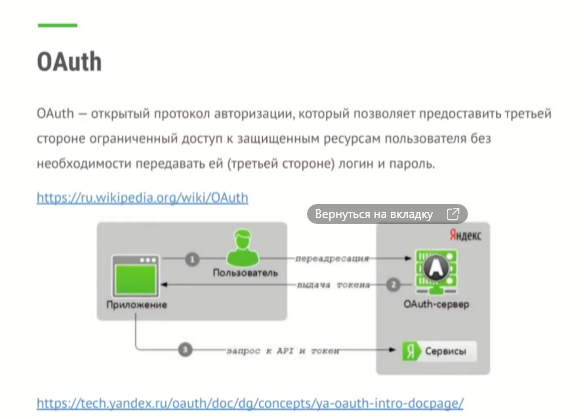 OAuth
OAuth — открытый протокол авторизации, который позволяет предоставить третьей
стороне ограниченный доступ к защищенным ресурсам пользователя без
необходимости передавать ей (третьей стороне) логин и пароль.
https://ru.wikipedia.org/wiki/OAuth
Вернуться на вкладку
Яндекс
1
переадресация
A
Пользователь
выдача токена
2
Приложение
OAuth-сервер
3
запрос к API и токен
Я
Сервисы
https://tech.yandex.ru/oauth/doc/dg/concepts/ya-oauth-intro-docpage/